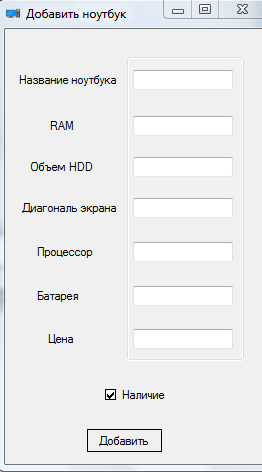 Добавить ноутбук
Название ноутбука
RAM
Объем HDD
Диагональ экрана
Процессор
Батарея
Цена
Наличие
Добавить